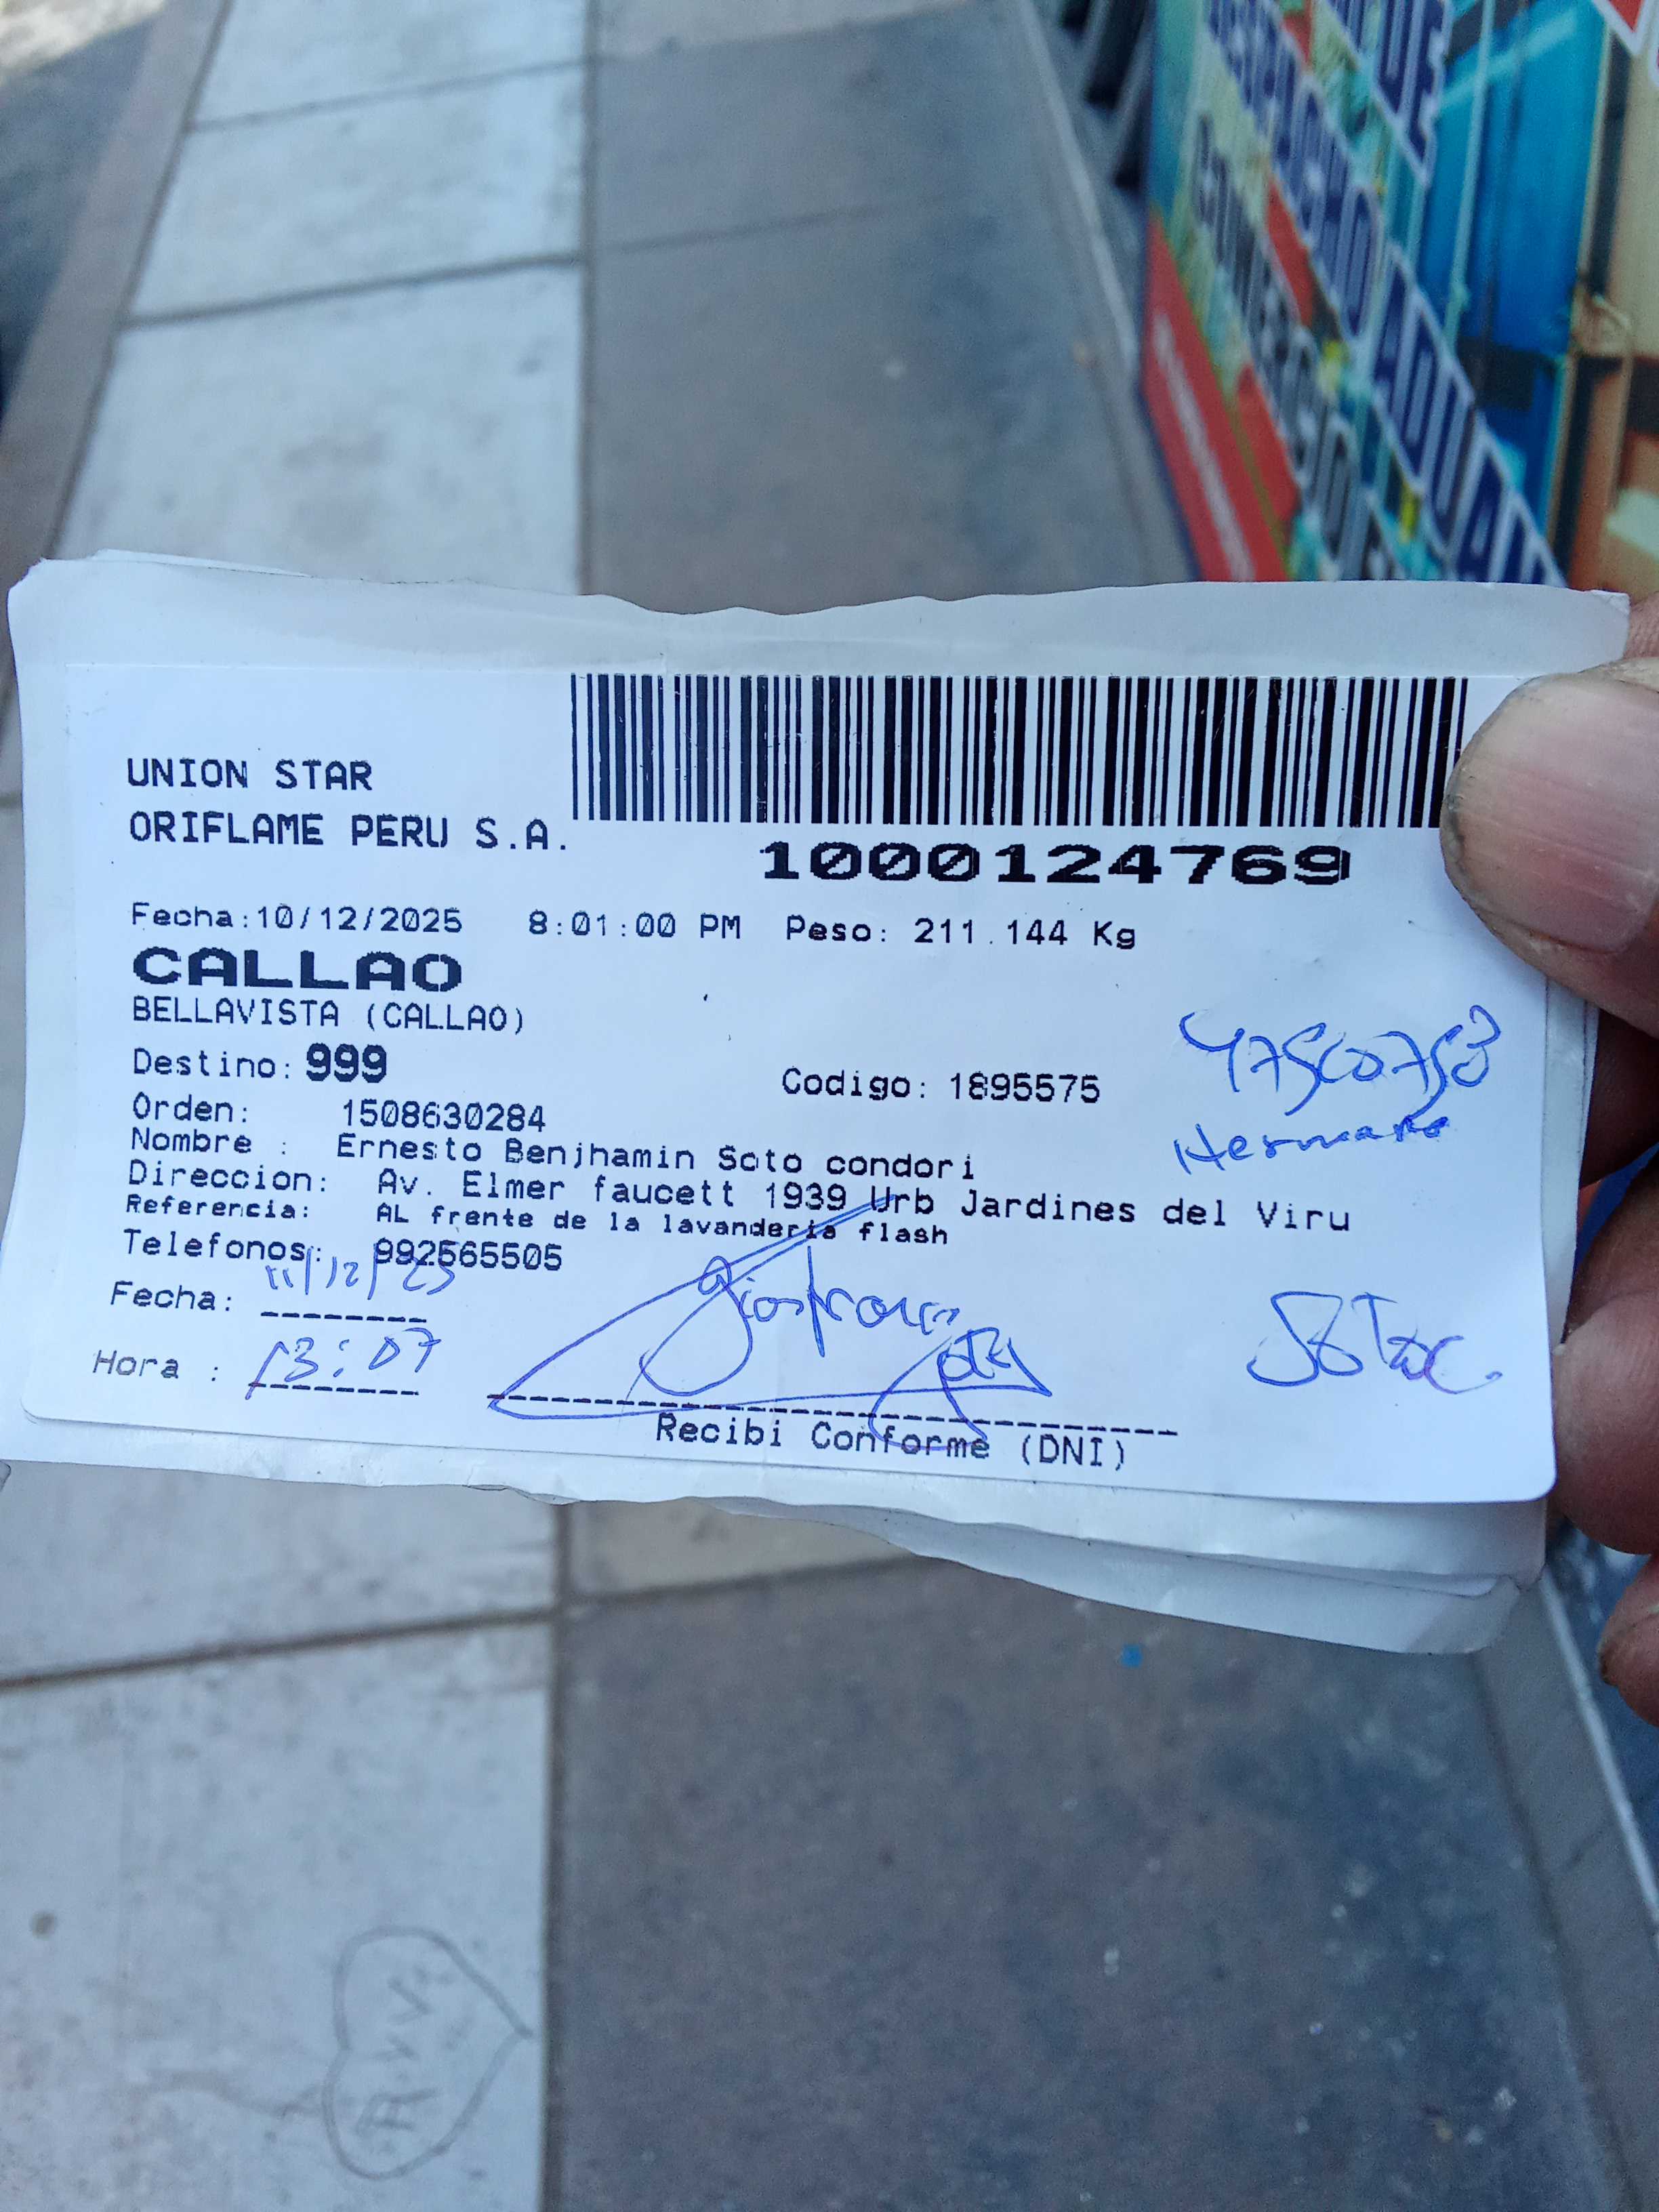 UNION STAR
ORIFLAME PERU S.A.
1000124769
Fecha:10/12/2025 8:01:00 PM Peso: 211.144 Kg
CALLAO
BELLAVISTA (CALLAO)
Destino: 999
Codigo: 1895575
47560753
Hermano
Orden: 1508630284
Nombre : Ernesto Benjhamin Soto condori
Direccion: Av. Elmer faucett 1939 Urb Jardines del Viru
Referencia: AL frente de la lavanderia flash
Telefonos: 992565505
Fecha: 11/12/25
Hora : 13:07
Recibi Conforme (DNI)
DESPACHO ADUA